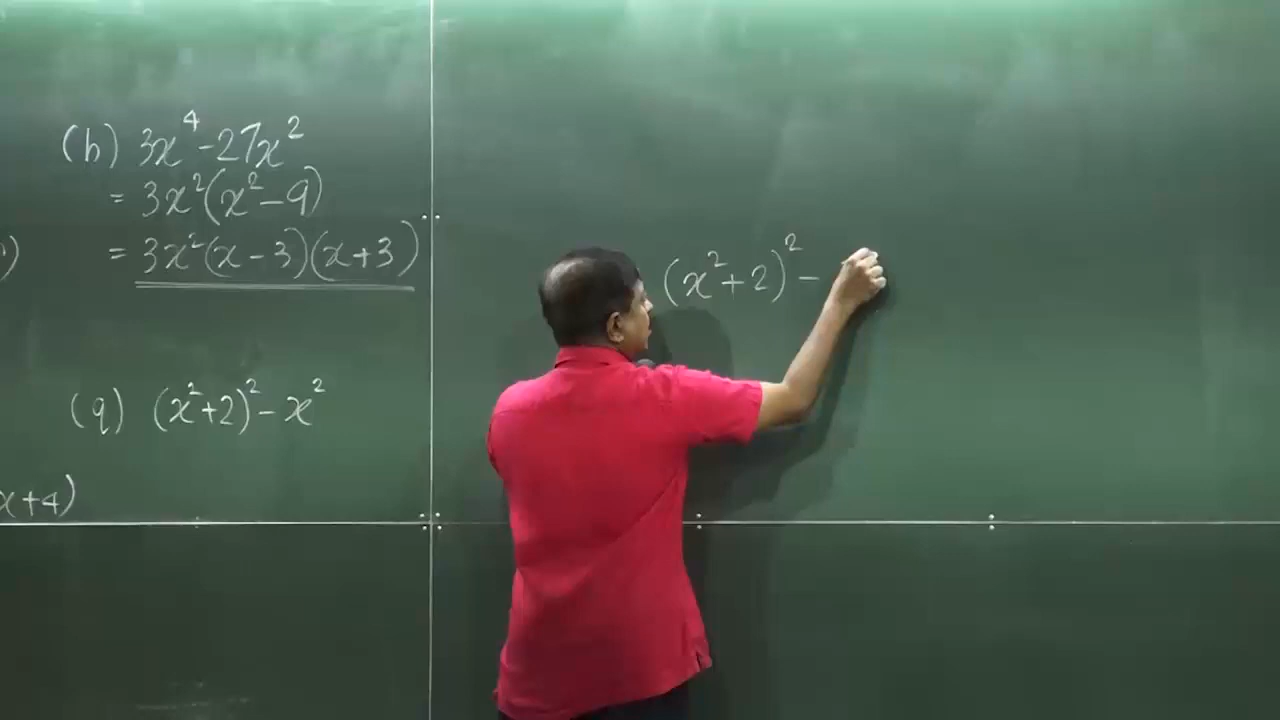 (h) 3x⁴-27x²
= 3x²(x²-9)
)
= 3x²(x-3)(x+3)
(x²+2)² -
(q) (x²+2)²-x²
x+4)